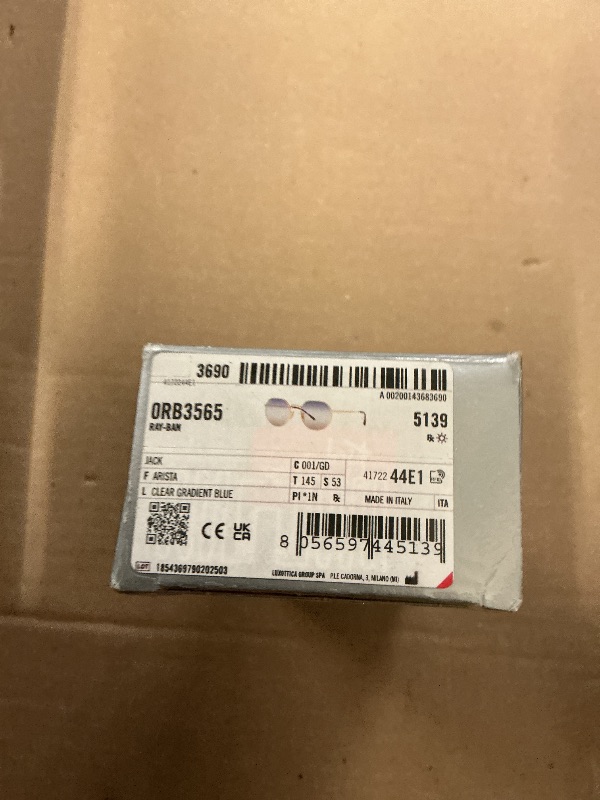 3690
41722244E1
A 00200143683690
0RB3565
5139
RAY-BAN
℞
JACK
C 001/GD
F ARISTA
T 145 S 53
41722 44E1
L CLEAR GRADIENT BLUE
PI *1N ℞
MADE IN ITALY
ITA
CE UK CA
8 056597 445139
LOT 1854369790202503
LUXOTTICA GROUP SPA P.LE CADORNA, 3, MILANO (MI)